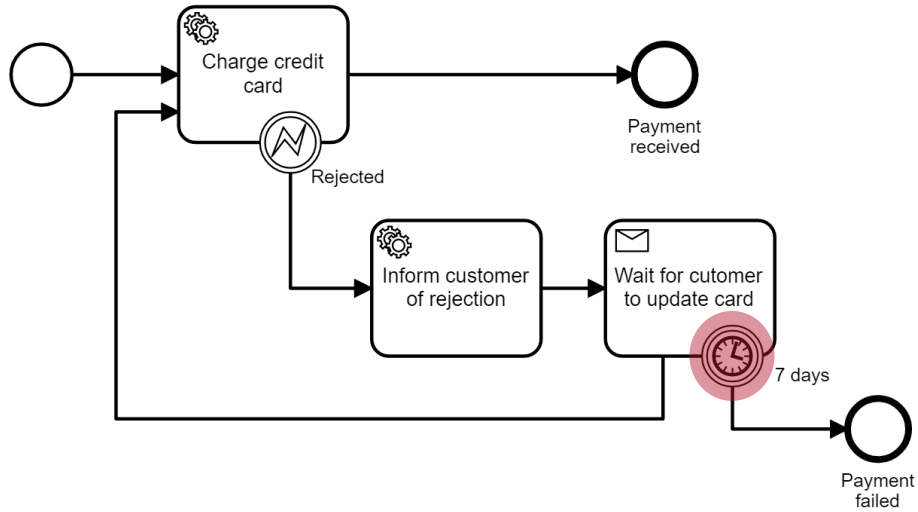 Charge credit
card
Payment
received
Rejected
Inform customer
of rejection
Wait for cutomer
to update card
7 days
Payment
failed